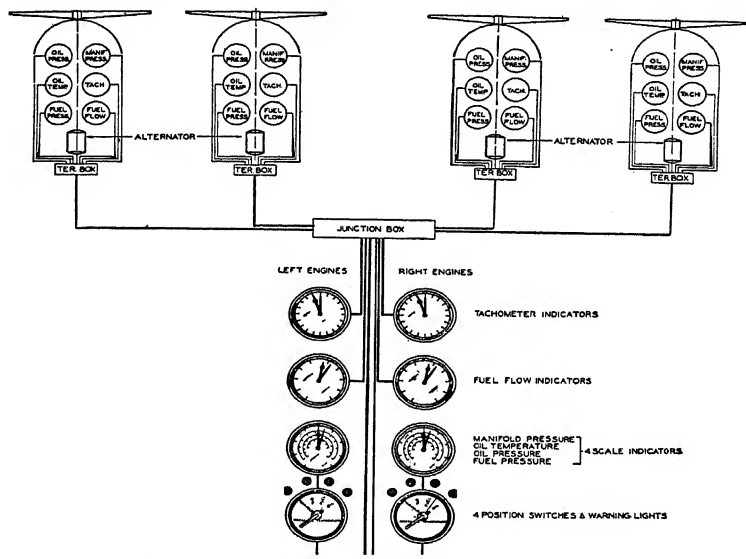 OIL PRESS.
MANIF. PRESS.
OIL TEMP.
TACH.
FUEL PRESS.
FUEL FLOW
TER. BOX
OIL PRESS.
MANIF. PRESS.
OIL TEMP.
TACH.
FUEL PRESS.
FUEL FLOW
TER. BOX
ALTERNATOR
OIL PRESS.
MANIF. PRESS.
OIL TEMP.
TACH.
FUEL PRESS.
FUEL FLOW
TER. BOX
OIL PRESS.
MANIF. PRESS.
OIL TEMP.
TACH.
FUEL PRESS.
FUEL FLOW
TER. BOX
ALTERNATOR
JUNCTION BOX
LEFT ENGINES
RIGHT ENGINES
TACHOMETER INDICATORS
FUEL FLOW INDICATORS
MANIFOLD PRESSURE
OIL TEMPERATURE
OIL PRESSURE
FUEL PRESSURE
4 SCALE INDICATORS
4 POSITION SWITCHES & WARNING LIGHTS